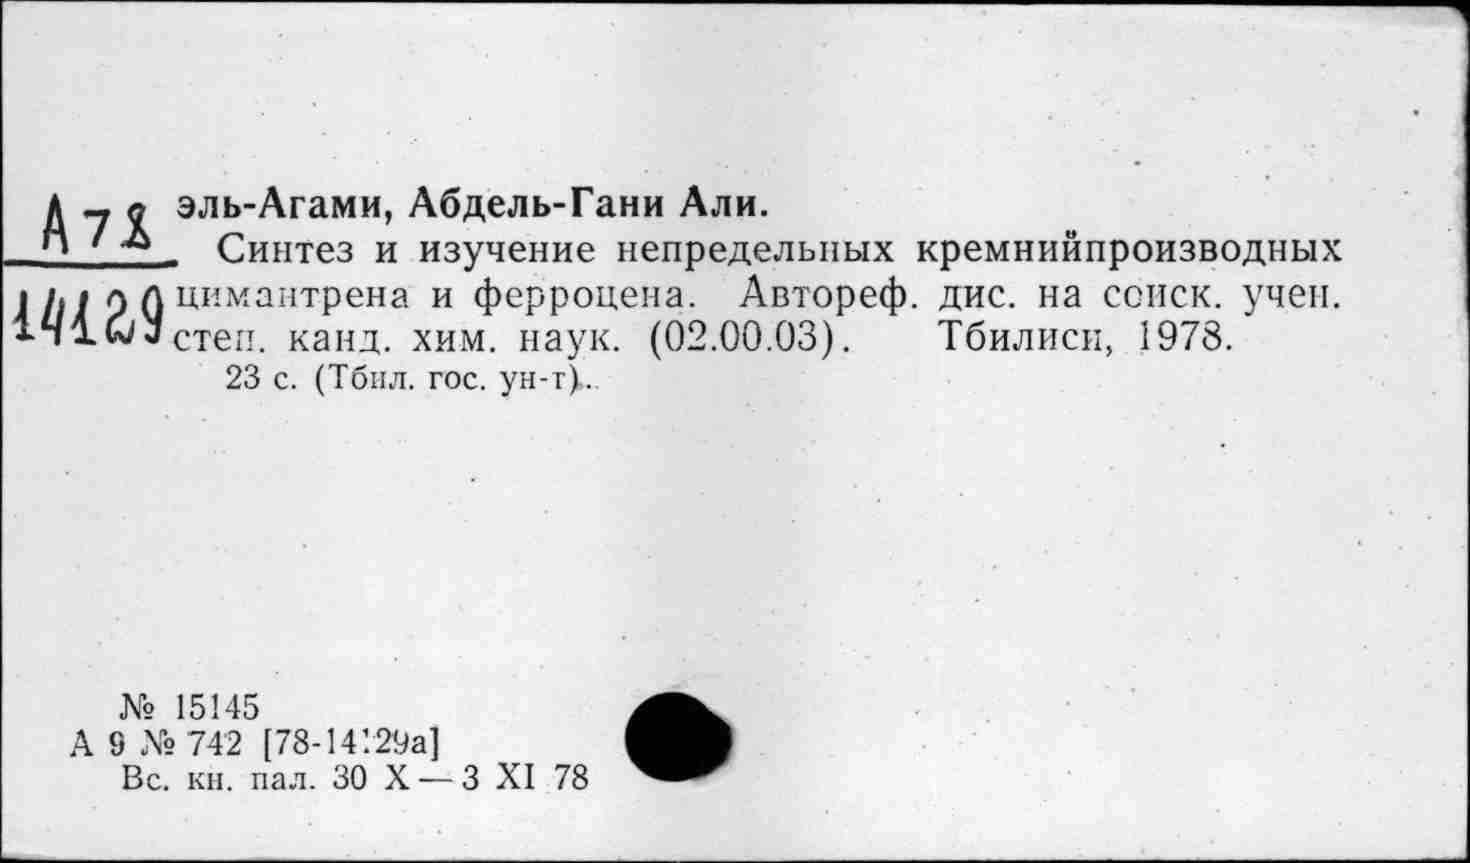 А78
14129
эль-Агами, Абдель-Гани Али.
Синтез и изучение непредельных кремнийпроизводных
цимантрена и ферроцена. Автореф. дис. на соиск. учен.
степ. канд. хим. наук. (02.00.03). Тбилиси, 1978.
23 с. (Тбил. гос. ун-т).
№ 15145
А 9 № 742 [78-14129а]
Вс. кн. пал. 30 X — 3 XI 78